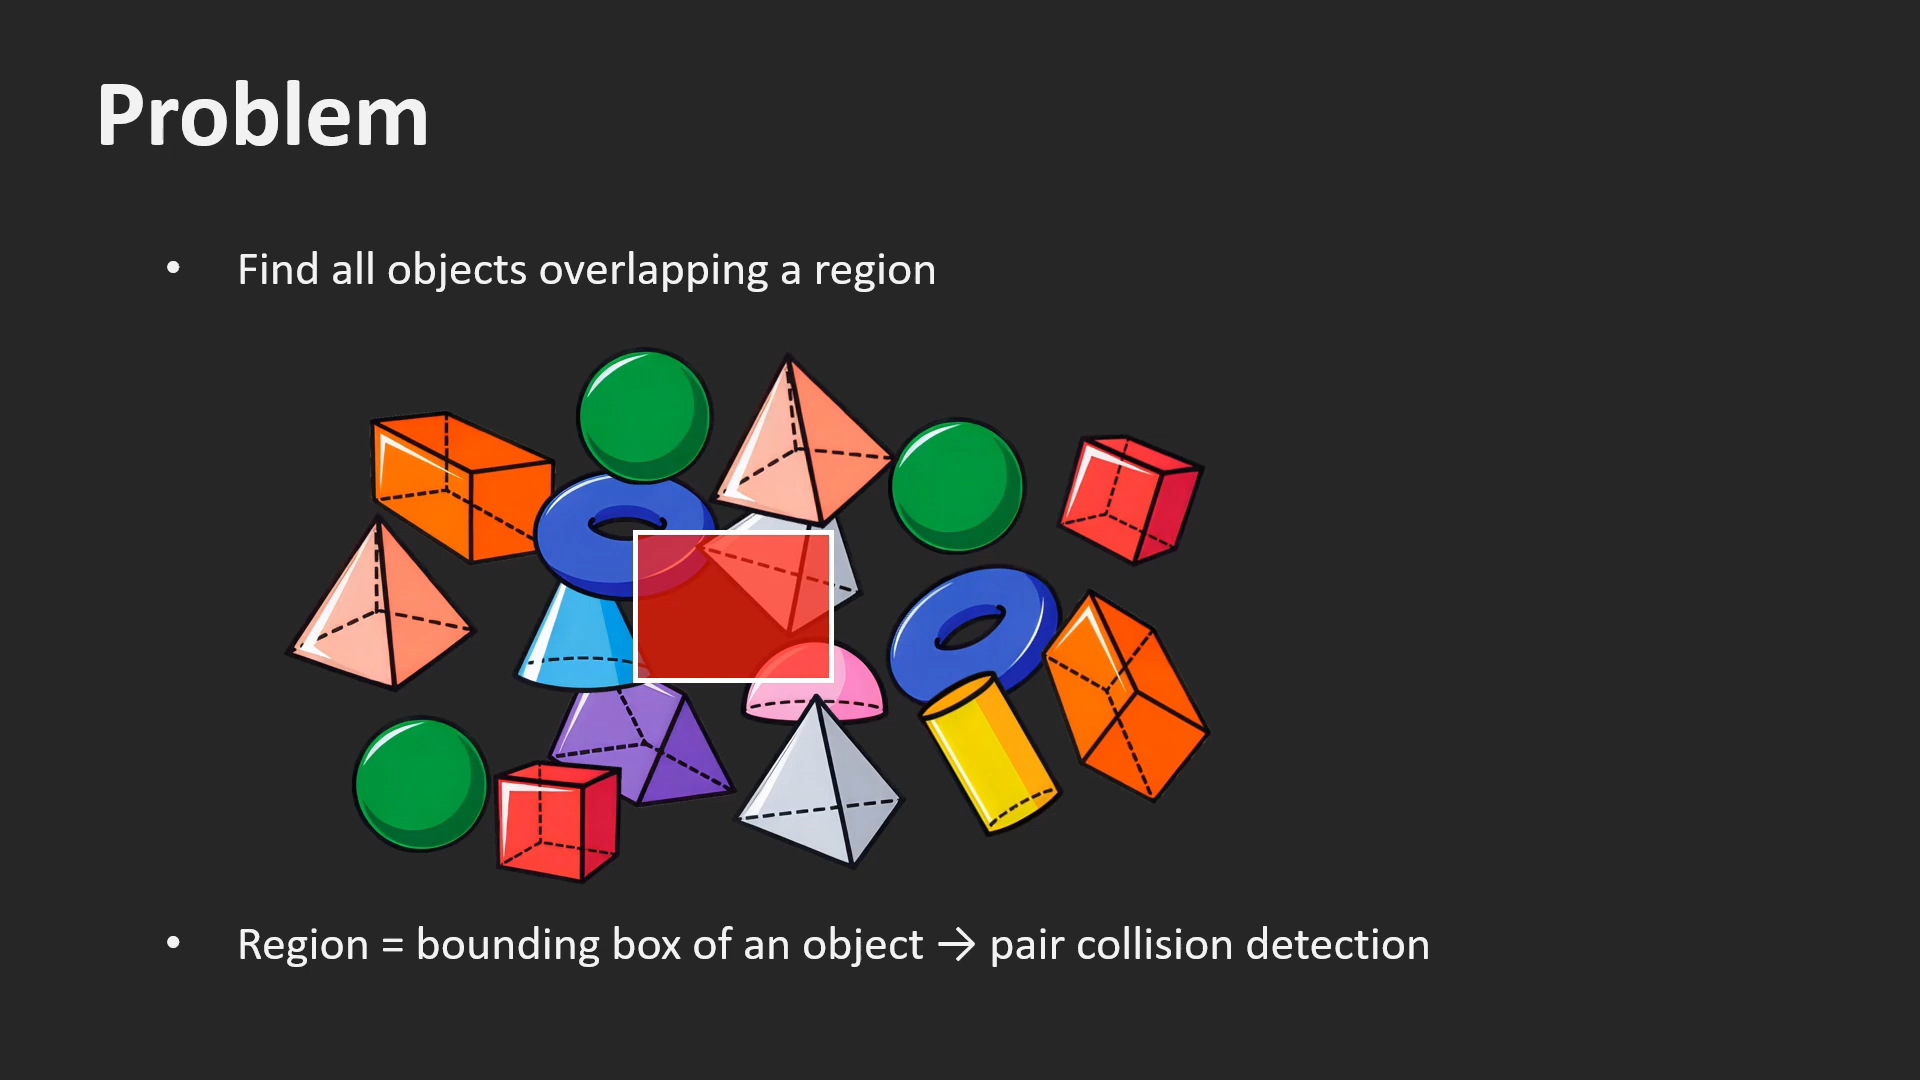 Problem
• Find all objects overlapping a region
• Region = bounding box of an object → pair collision detection